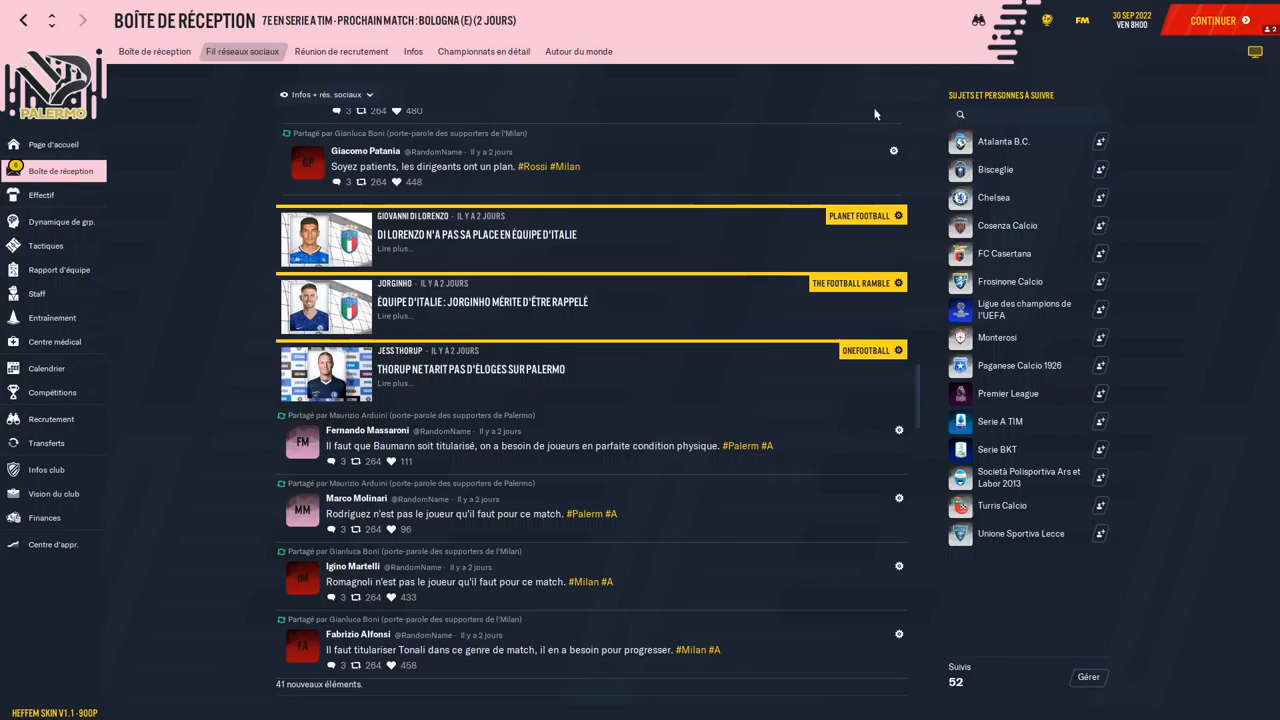 BOÎTE DE RÉCEPTION
7E EN SERIE A TIM - PROCHAIN MATCH : BOLOGNA (E) (2 JOURS)
FM
30 SEP 2022
VEN 8H00
CONTINUER
2
Boîte de réception
Fil réseaux sociaux
Réunion de recrutement
Infos
Championnats en détail
Autour du monde
PALERMO
Page d'accueil
6
Boîte de réception
Effectif
Dynamique de grp.
Tactiques
Rapport d'équipe
Staff
Entraînement
Centre médical
Calendrier
Compétitions
Recrutement
Transferts
Infos club
Vision du club
Finances
Centre d'appr.
HEFFEM SKIN V1.1 - 900P
Infos + rés. sociaux
3 264 480
Partagé par Gianluca Boni (porte-parole des supporters de l'Milan)
GP
Giacomo Patania @RandomName · Il y a 2 jours
Soyez patients, les dirigeants ont un plan. #Rossi #Milan
3 264 448
GIOVANNI DI LORENZO - IL Y A 2 JOURS
PLANET FOOTBALL
DI LORENZO N'A PAS SA PLACE EN ÉQUIPE D'ITALIE
Lire plus...
JORGINHO - IL Y A 2 JOURS
THE FOOTBALL RAMBLE
ÉQUIPE D'ITALIE : JORGINHO MÉRITE D'ÊTRE RAPPELÉ
Lire plus...
JESS THORUP - IL Y A 2 JOURS
ONEFOOTBALL
THORUP NE TARIT PAS D'ÉLOGES SUR PALERMO
Lire plus...
Partagé par Maurizio Arduini (porte-parole des supporters de Palermo)
FM
Fernando Massaroni @RandomName · Il y a 2 jours
Il faut que Baumann soit titularisé, on a besoin de joueurs en parfaite condition physique. #Palerm #A
3 264 111
Partagé par Maurizio Arduini (porte-parole des supporters de Palermo)
MM
Marco Molinari @RandomName · Il y a 2 jours
Rodríguez n'est pas le joueur qu'il faut pour ce match. #Palerm #A
3 264 96
Partagé par Gianluca Boni (porte-parole des supporters de l'Milan)
IM
Igino Martelli @RandomName · Il y a 2 jours
Romagnoli n'est pas le joueur qu'il faut pour ce match. #Milan #A
3 264 433
Partagé par Gianluca Boni (porte-parole des supporters de l'Milan)
FA
Fabrizio Alfonsi @RandomName · Il y a 2 jours
Il faut titulariser Tonali dans ce genre de match, il en a besoin pour progresser. #Milan #A
3 264 458
41 nouveaux éléments.
SUJETS ET PERSONNES À SUIVRE
Atalanta B.C.
Bisceglie
Chelsea
Cosenza Calcio
FC Casertana
Frosinone Calcio
Ligue des champions de
l'UEFA
Monterosi
Paganese Calcio 1926
Premier League
Serie A TIM
Serie BKT
Società Polisportiva Ars et
Labor 2013
Turris Calcio
Unione Sportiva Lecce
Suivis
52
Gérer